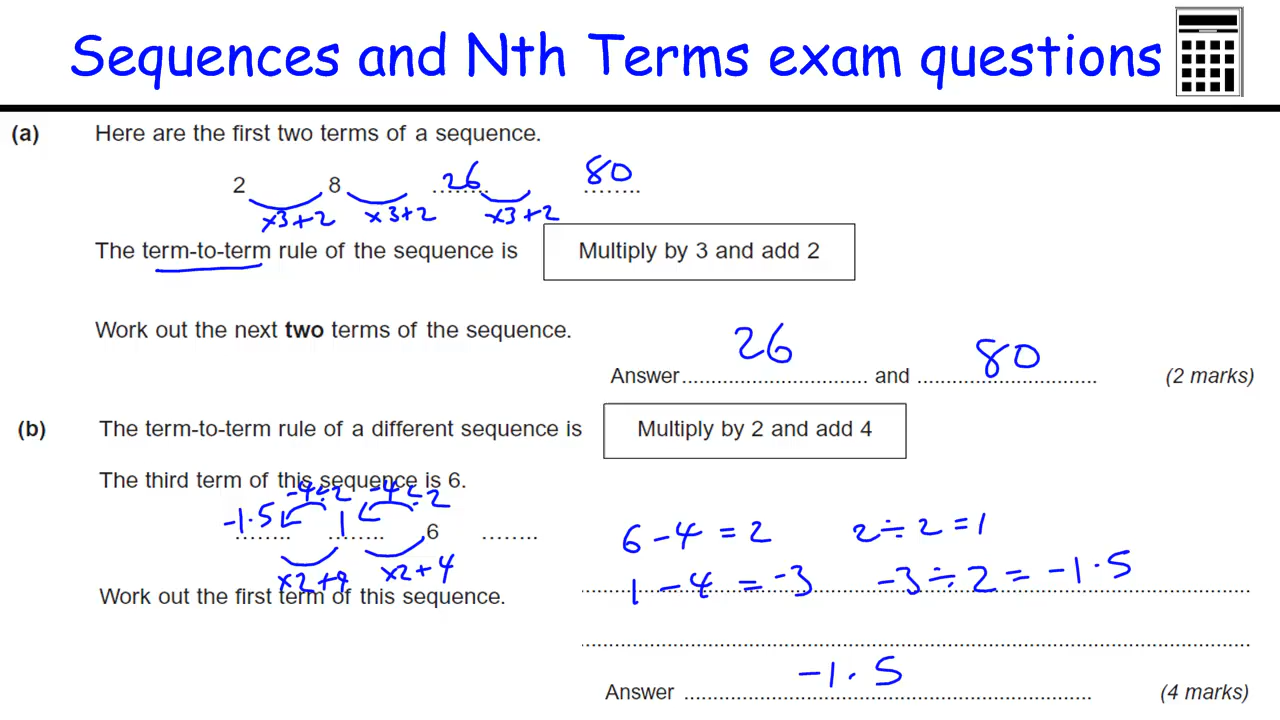 Sequences and Nth Terms exam questions
(a) Here are the first two terms of a sequence.
2 8 26 80
×3+2 ×3+2 ×3+2
The term-to-term rule of the sequence is Multiply by 3 and add 2
Work out the next two terms of the sequence.
26 80
Answer................................ and .............................. (2 marks)
(b) The term-to-term rule of a different sequence is Multiply by 2 and add 4
The third term of this sequence is 6.
-4÷2 -4÷2
-1.5 1 6 ........
×2+4 ×2+4
6-4=2 2÷2=1
1-4=-3 -3÷2=-1.5
Work out the first term of this sequence.
-1.5
Answer .................................................................... (4 marks)